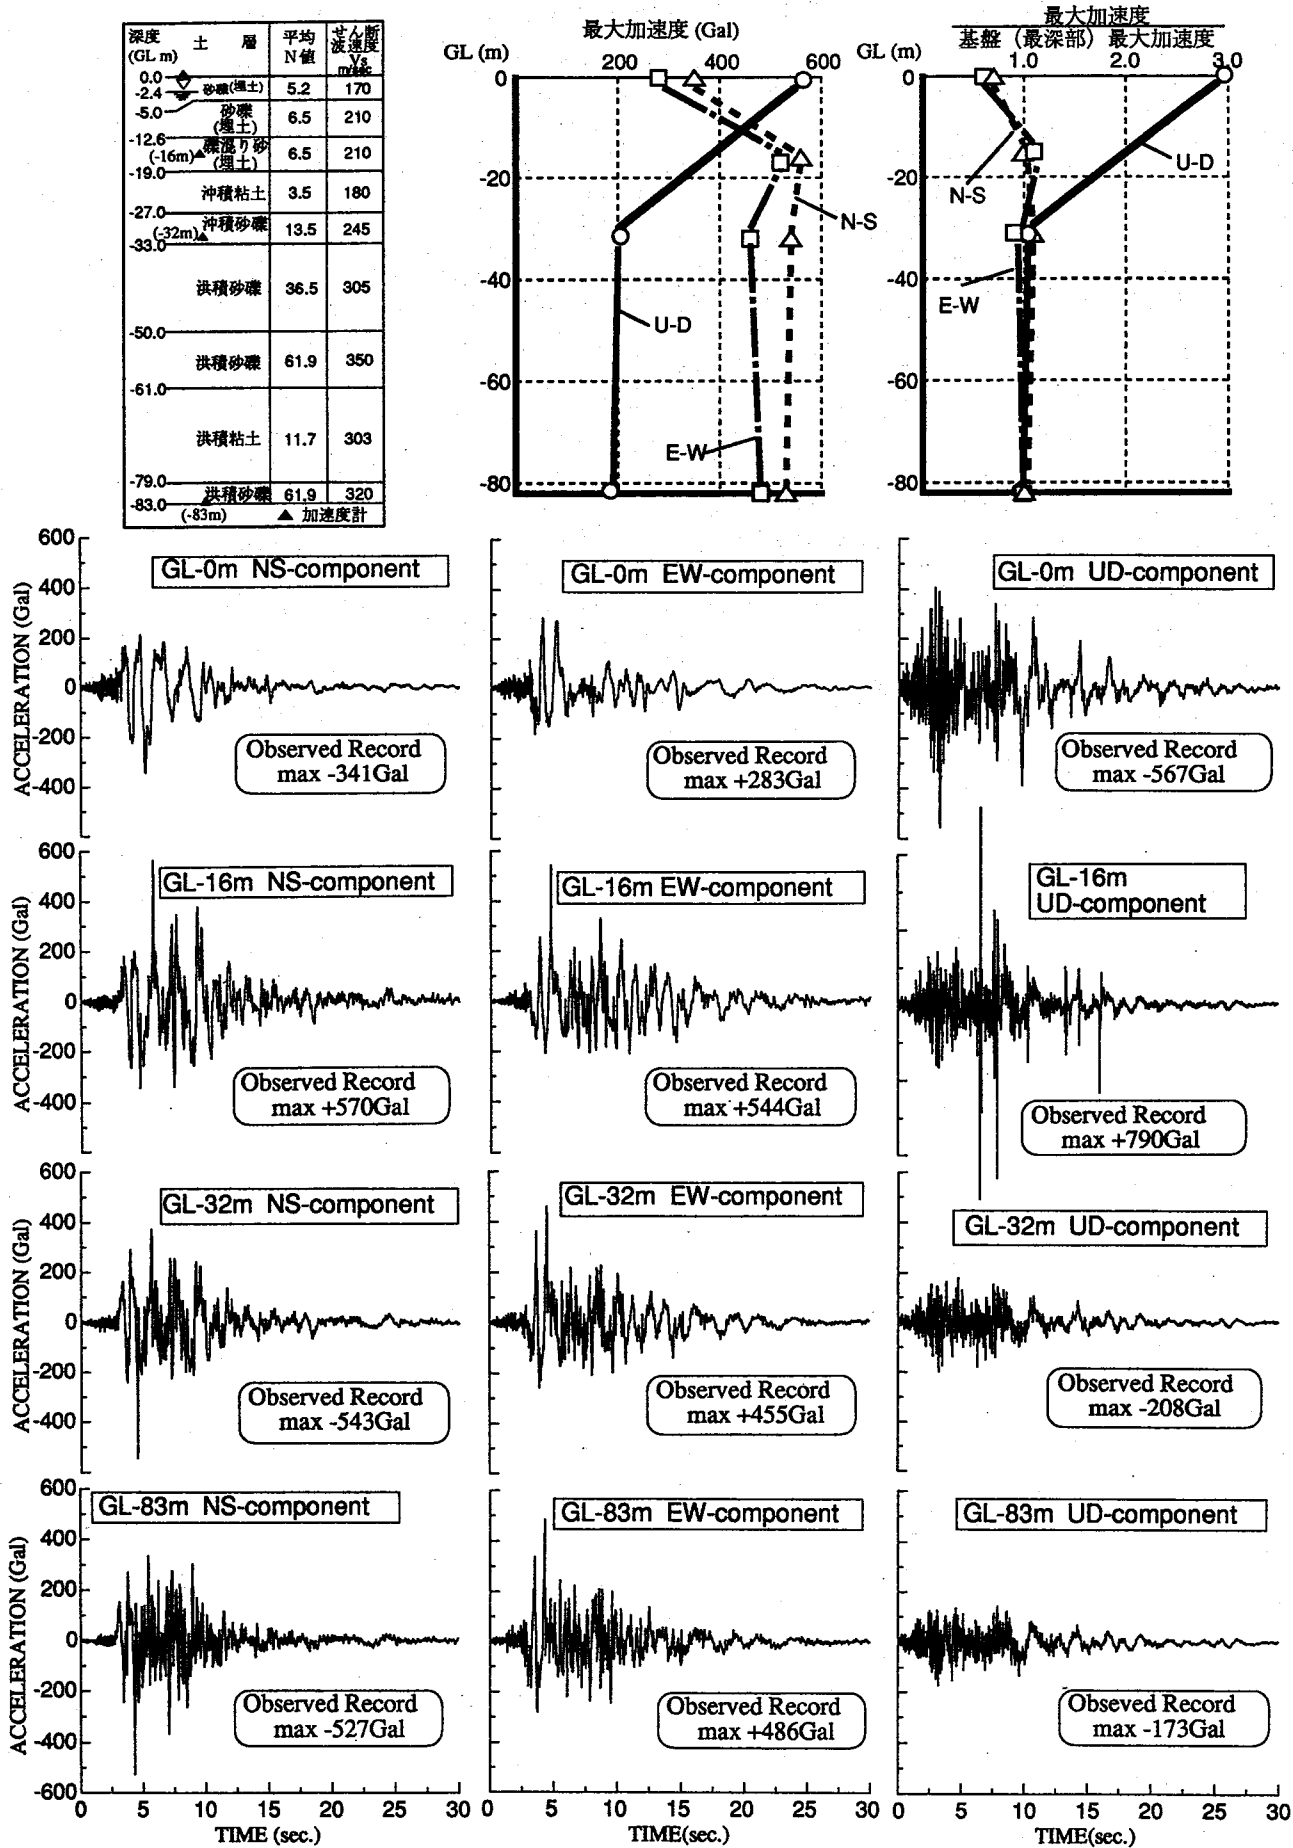 深度
(GL m)
土 層
平均
N値
せん断
波速度
Vs
m/sec
0.0
-2.4 砂礫(埋土) 5.2 170
-5.0 砂礫
(埋土) 6.5 210
-12.6
(-16m)▲ 礫混り砂
(埋土) 6.5 210
-19.0
沖積粘土 3.5 180
-27.0
(-32m)▲ 沖積砂礫 13.5 245
-33.0
洪積砂礫 36.5 305
-50.0
洪積砂礫 61.9 350
-61.0
洪積粘土 11.7 303
-79.0
洪積砂礫 61.9 320
-83.0
(-83m) ▲ 加速度計
最大加速度 (Gal)
GL (m) 200 400 600
0
-20
-40
-60
-80
N-S
U-D
E-W
最大加速度
基盤（最深部）最大加速度
GL (m) 1.0 2.0 3.0
0
-20
-40
-60
-80
U-D
N-S
E-W
ACCELERATION (Gal)
600
400
200
0
-200
-400
GL-0m NS-component
Observed Record
max -341Gal
GL-0m EW-component
Observed Record
max +283Gal
GL-0m UD-component
Observed Record
max -567Gal
ACCELERATION (Gal)
600
400
200
0
-200
-400
GL-16m NS-component
Observed Record
max +570Gal
GL-16m EW-component
Observed Record
max +544Gal
GL-16m
UD-component
Observed Record
max +790Gal
ACCELERATION (Gal)
600
400
200
0
-200
-400
GL-32m NS-component
Observed Record
max -543Gal
GL-32m EW-component
Observed Record
max +455Gal
GL-32m UD-component
Observed Record
max -208Gal
ACCELERATION (Gal)
600
400
200
0
-200
-400
-600
GL-83m NS-component
Observed Record
max -527Gal
GL-83m EW-component
Observed Record
max +486Gal
GL-83m UD-component
Obseved Record
max -173Gal
0 5 10 15 20 25 30
TIME (sec.)
0 5 10 15 20 25 30
TIME(sec.)
0 5 10 15 20 25 30
TIME(sec.)